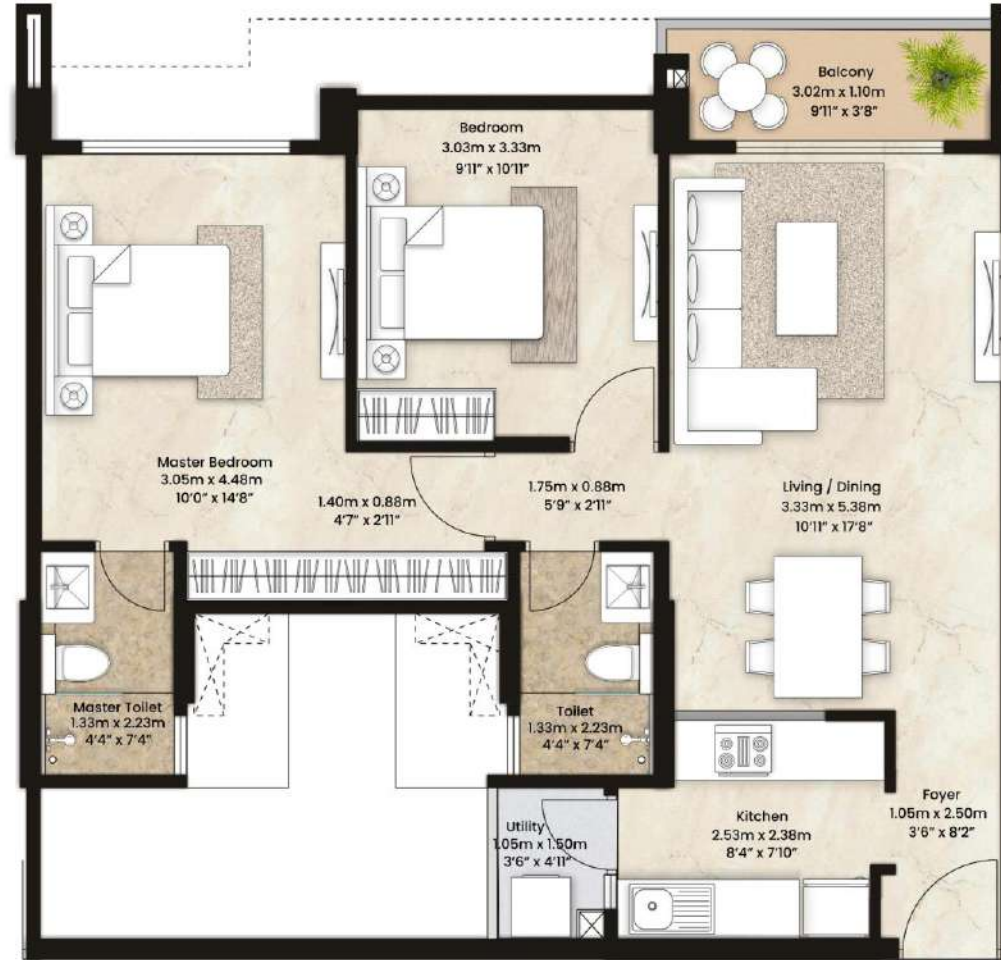 Balcony
3.02m x 1.10m
9'11" x 3'8"
Bedroom
3.03m x 3.33m
9'11" x 10'11"
Master Bedroom
3.05m x 4.48m
10'0" x 14'8"
1.40m x 0.88m
4'7" x 2'11"
1.75m x 0.88m
5'9" x 2'11"
Living / Dining
3.33m x 5.38m
10'11" x 17'8"
Master Toilet
1.33m x 2.23m
4'4" x 7'4"
Toilet
1.33m x 2.23m
4'4" x 7'4"
Utility
1.05m x 1.50m
3'6" x 4'11"
Kitchen
2.53m x 2.38m
8'4" x 7'10"
Foyer
1.05m x 2.50m
3'6" x 8'2"